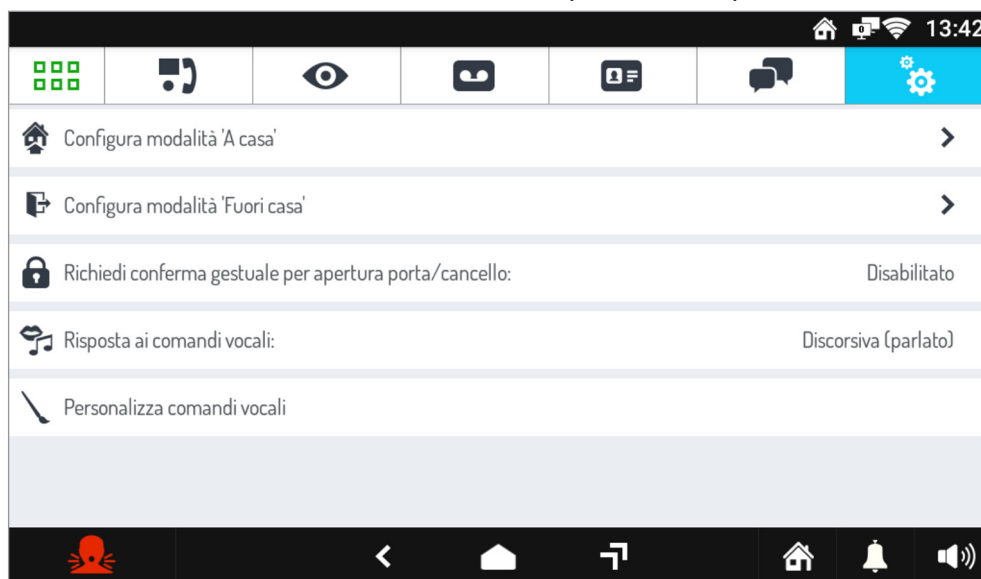 13:42
Configura modalità 'A casa'
Configura modalità 'Fuori casa'
Richiedi conferma gestuale per apertura porta/cancello: Disabilitato
Risposta ai comandi vocali: Discorsiva (parlato)
Personalizza comandi vocali